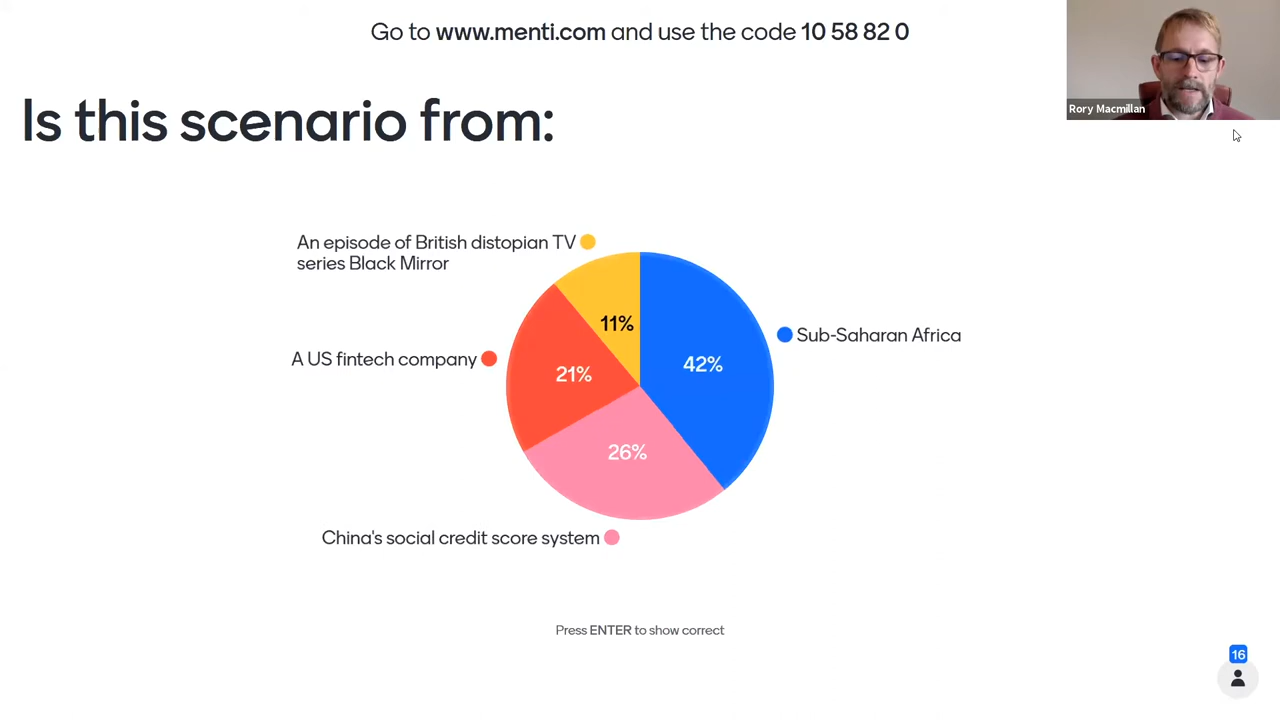 Go to www.menti.com and use the code 10 58 82 0
Rory Macmillan
Is this scenario from:
An episode of British distopian TV
series Black Mirror
11%
Sub-Saharan Africa
42%
A US fintech company
21%
26%
China's social credit score system
Press ENTER to show correct
16